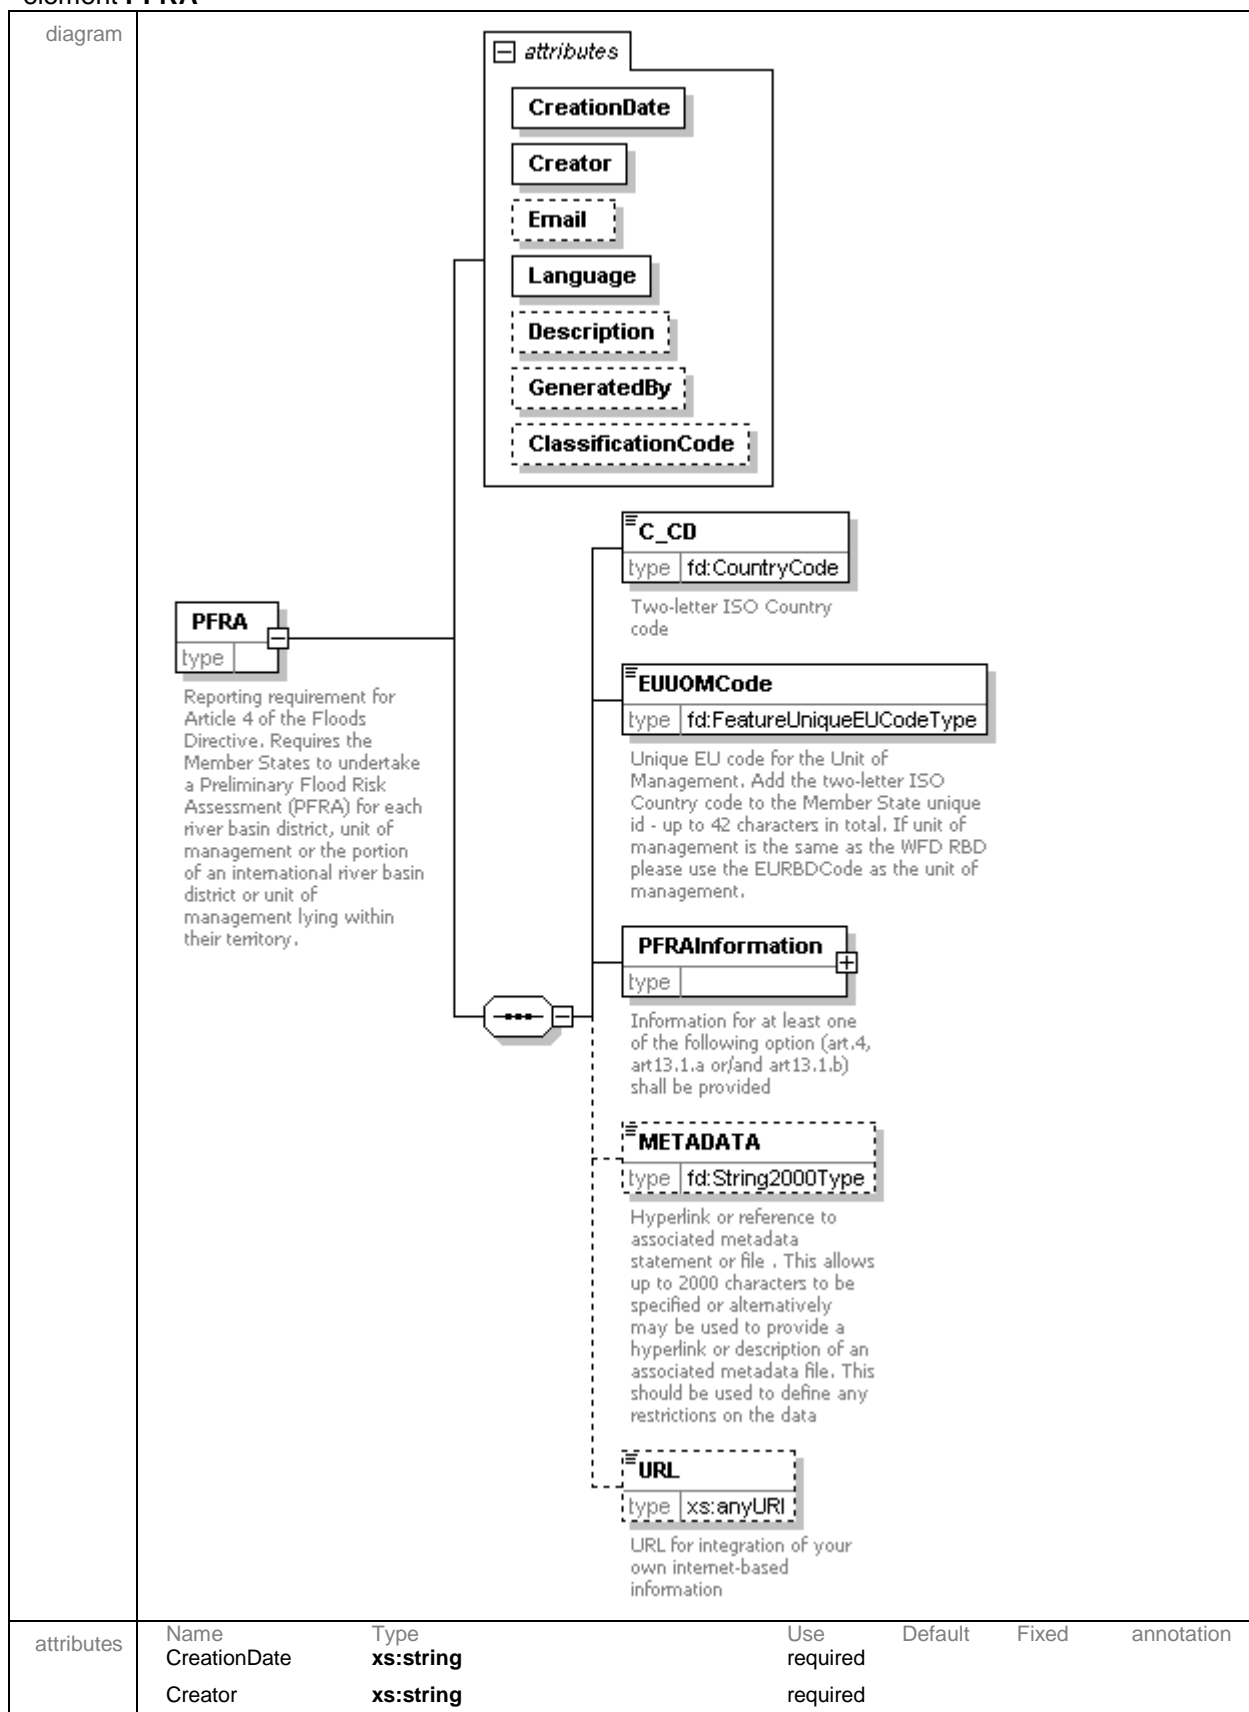 element PFRA
diagram
attributes
CreationDate
Creator
Email
Language
Description
GeneratedBy
ClassificationCode
C_CD
type fd:CountryCode
Two-letter ISO Country
code
PFRA
type
Reporting requirement for
Article 4 of the Floods
Directive. Requires the
Member States to undertake
a Preliminary Flood Risk
Assessment (PFRA) for each
river basin district, unit of
management or the portion
of an international river basin
district or unit of
management lying within
their territory.
EUUOMCode
type fd:FeatureUniqueEUCodeType
Unique EU code for the Unit of
Management. Add the two-letter ISO
Country code to the Member State unique
id - up to 42 characters in total. If unit of
management is the same as the WFD RBD
please use the EURBDCode as the unit of
management.
PFRAInformation
type
Information for at least one
of the following option (art.4,
art13.1.a or/and art13.1.b)
shall be provided
METADATA
type fd:String2000Type
Hyperlink or reference to
associated metadata
statement or file . This allows
up to 2000 characters to be
specified or alternatively
may be used to provide a
hyperlink or description of an
associated metadata file. This
should be used to define any
restrictions on the data
URL
type xs:anyURI
URL for integration of your
own internet-based
information
attributes
Name Type Use Default Fixed annotation
CreationDate xs:string required
Creator xs:string required